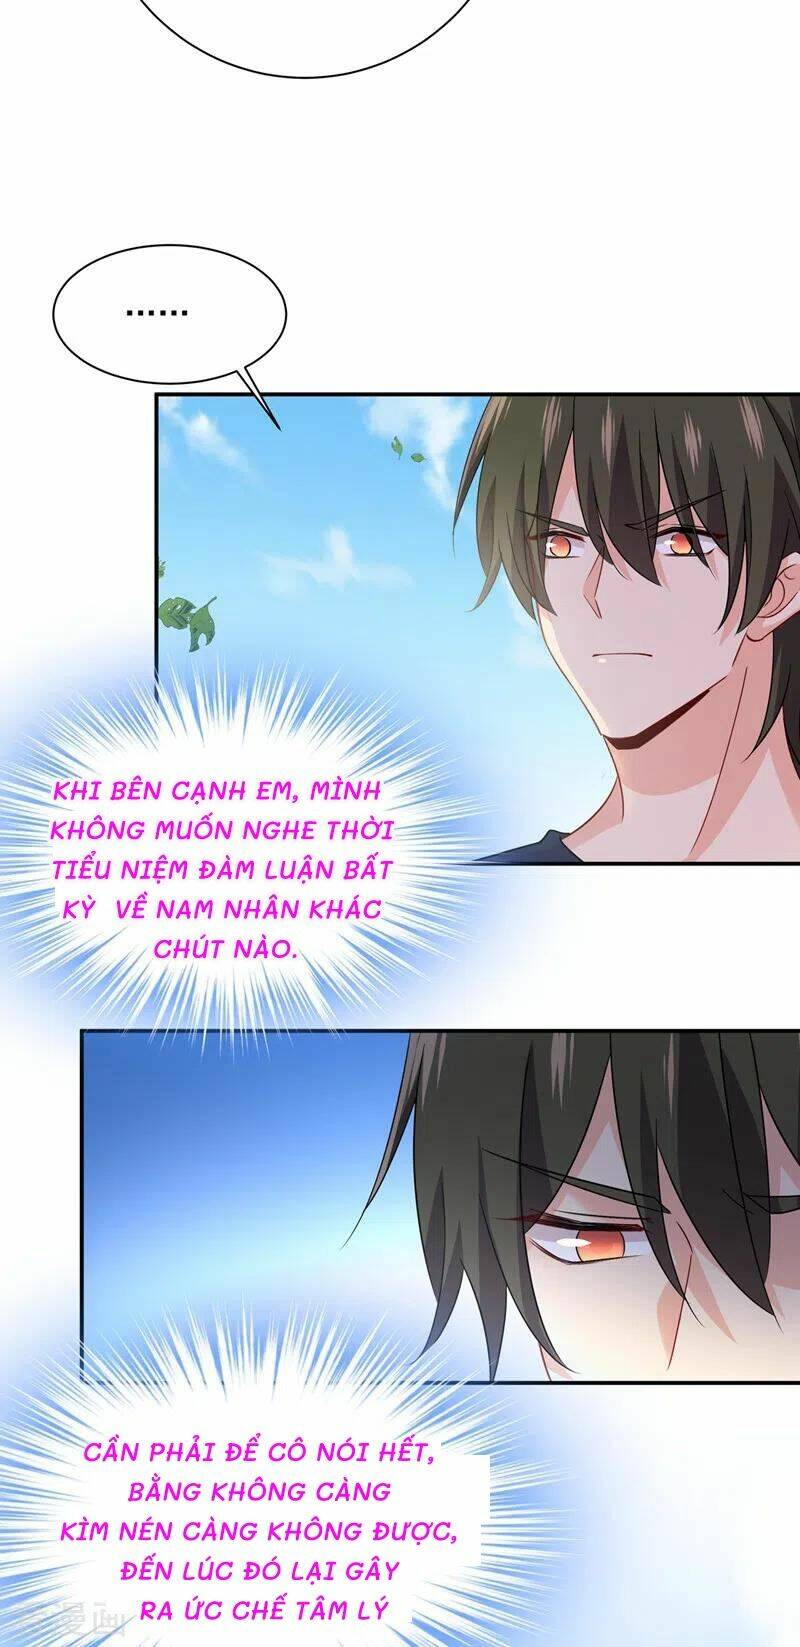 ......
KHI BÊN CẠNH EM, MÌNH
KHÔNG MUỐN NGHE THỜI
TIỂU NIỆM ĐÀM LUẬN BẤT
KỲ VỀ NAM NHÂN KHÁC
CHÚT NÀO.
CẦN PHẢI ĐỂ CÔ NÓI HẾT,
BẰNG KHÔNG CÀNG
KÌM NÉN CÀNG KHÔNG ĐƯỢC,
ĐẾN LÚC ĐÓ LẠI GÂY
RA ỨC CHẾ TÂM LÝ
漫画